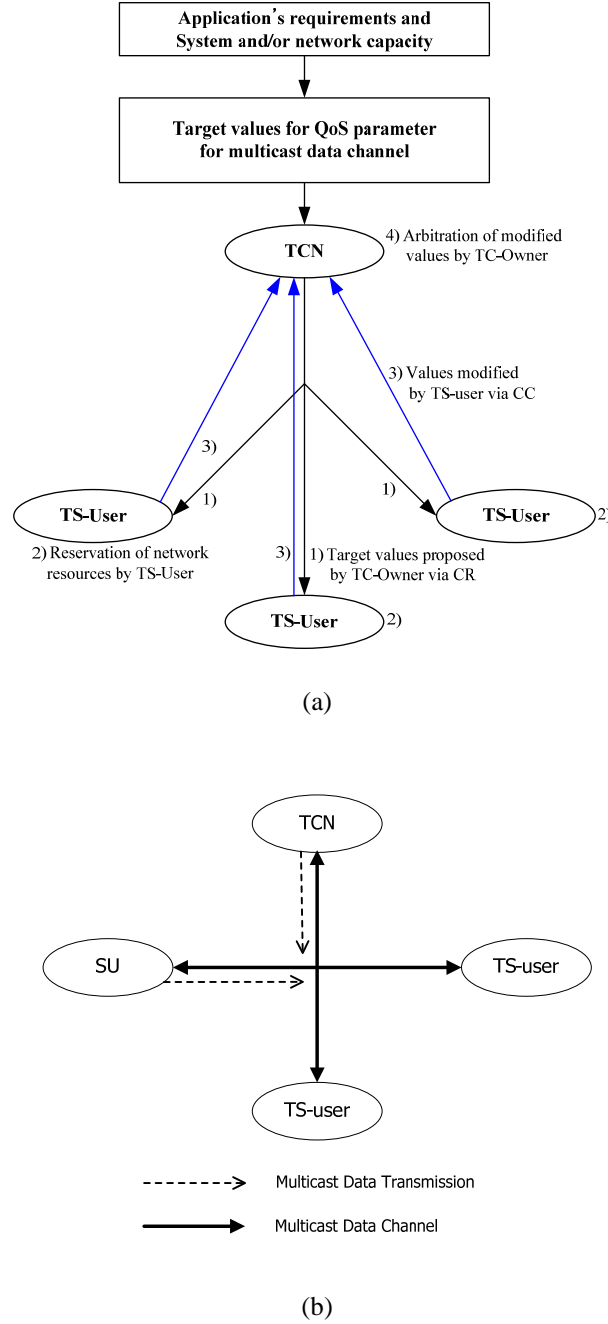 Application's requirements and
System and/or network capacity
Target values for QoS parameter
for multicast data channel
TCN
4) Arbitration of modified
values by TC-Owner
3) Values modified
by TS-user via CC
3)
1)
1)
TS-User
TS-User
2)
2) Reservation of network
resources by TS-User
3)
1) Target values proposed
by TC-Owner via CR
TS-User
2)
(a)
TCN
SU
TS-user
TS-user
Multicast Data Transmission
Multicast Data Channel
(b)